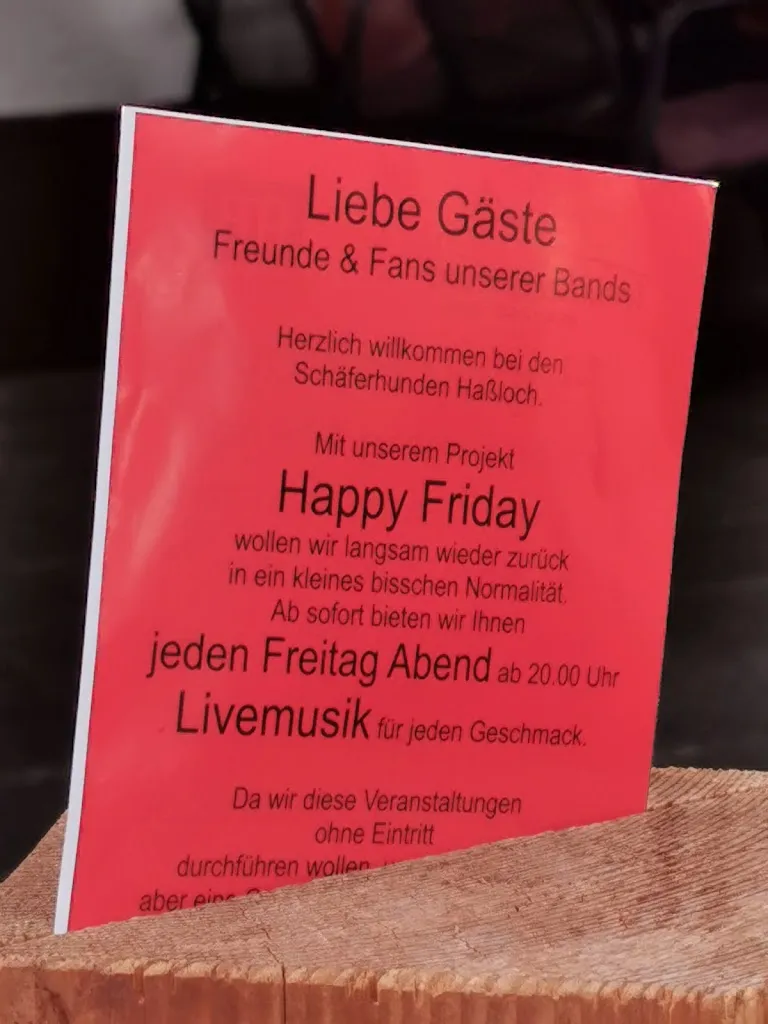 Liebe Gäste
Freunde & Fans unserer Bands
Herzlich willkommen bei den
Schäferhunden Haßloch.
Mit unserem Projekt
Happy Friday
wollen wir langsam wieder zurück
in ein kleines bisschen Normalität.
Ab sofort bieten wir Ihnen
jeden Freitag Abend ab 20.00 Uhr
Livemusik für jeden Geschmack.
Da wir diese Veranstaltungen
ohne Eintritt
durchführen wollen,
aber eine